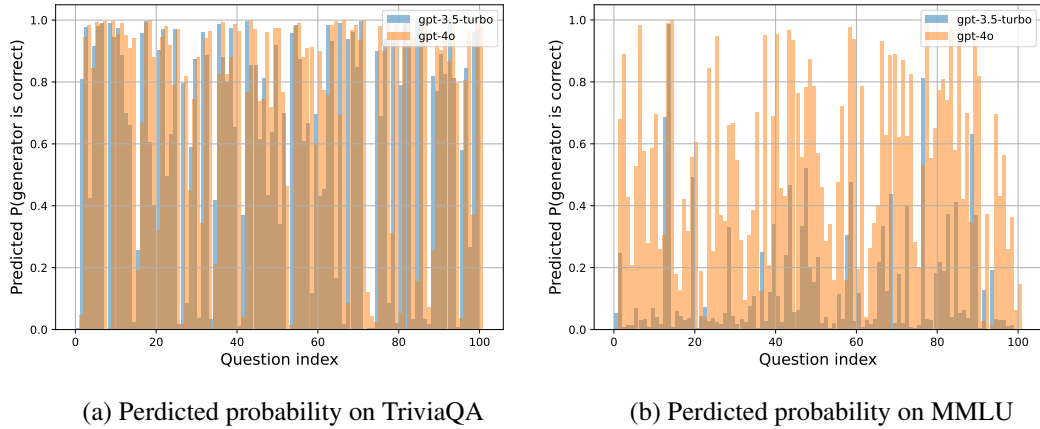 gpt-3.5-turbo
gpt-4o
Predicted P(generator is correct)
1.0
0.8
0.6
0.4
0.2
0.0
0 20 40 60 80 100
Question index
(a) Perdicted probability on TriviaQA
gpt-3.5-turbo
gpt-4o
Predicted P(generator is correct)
1.0
0.8
0.6
0.4
0.2
0.0
0 20 40 60 80 100
Question index
(b) Perdicted probability on MMLU